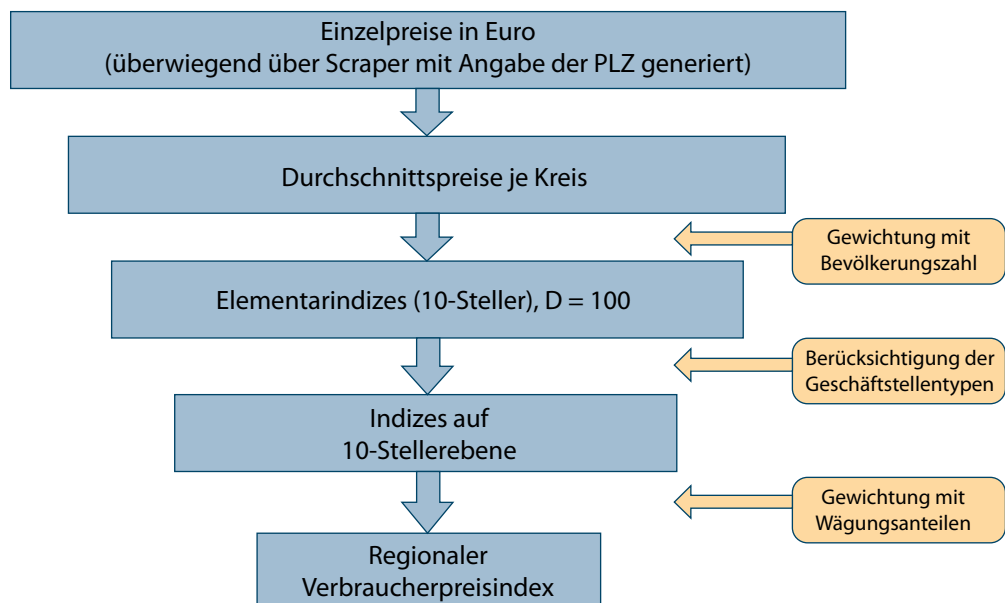 Einzelpreise in Euro
(überwiegend über Scraper mit Angabe der PLZ generiert)
Durchschnittspreise je Kreis
Gewichtung mit
Bevölkerungszahl
Elementarindizes (10-Steller), D = 100
Berücksichtigung der
Geschäftstellentypen
Indizes auf
10-Stellerebene
Gewichtung mit
Wägungsanteilen
Regionaler
Verbraucherpreisindex